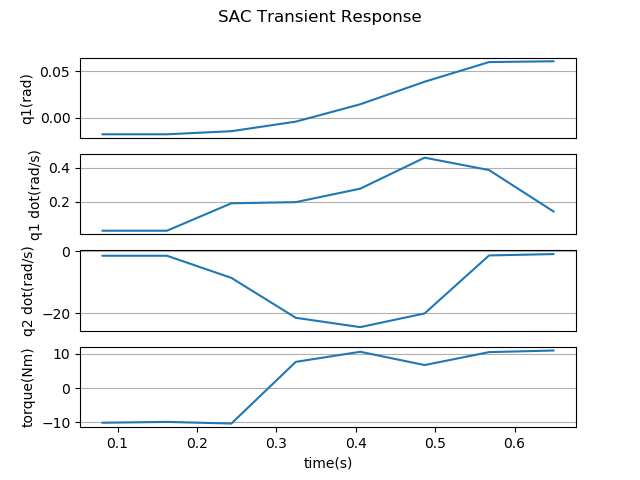 SAC Transient Response
q1(rad)
0.05
0.00
q1 dot(rad/s)
0.4
0.2
q2 dot(rad/s)
0
−20
torque(Nm)
10
0
−10
0.1 0.2 0.3 0.4 0.5 0.6
time(s)